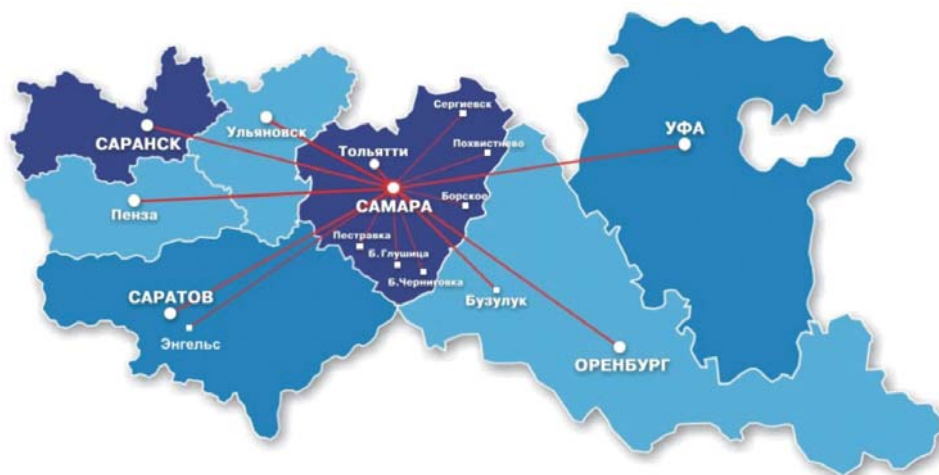 Сергиевск
УФА
Ульяновск
САРАНСК
Похвистнево
Тольятти
Борское
САМАРА
Пенза
Пестравка
Б.Глушица
Б.Черниговка
САРАТОВ
Бузулук
Энгельс
ОРЕНБУРГ